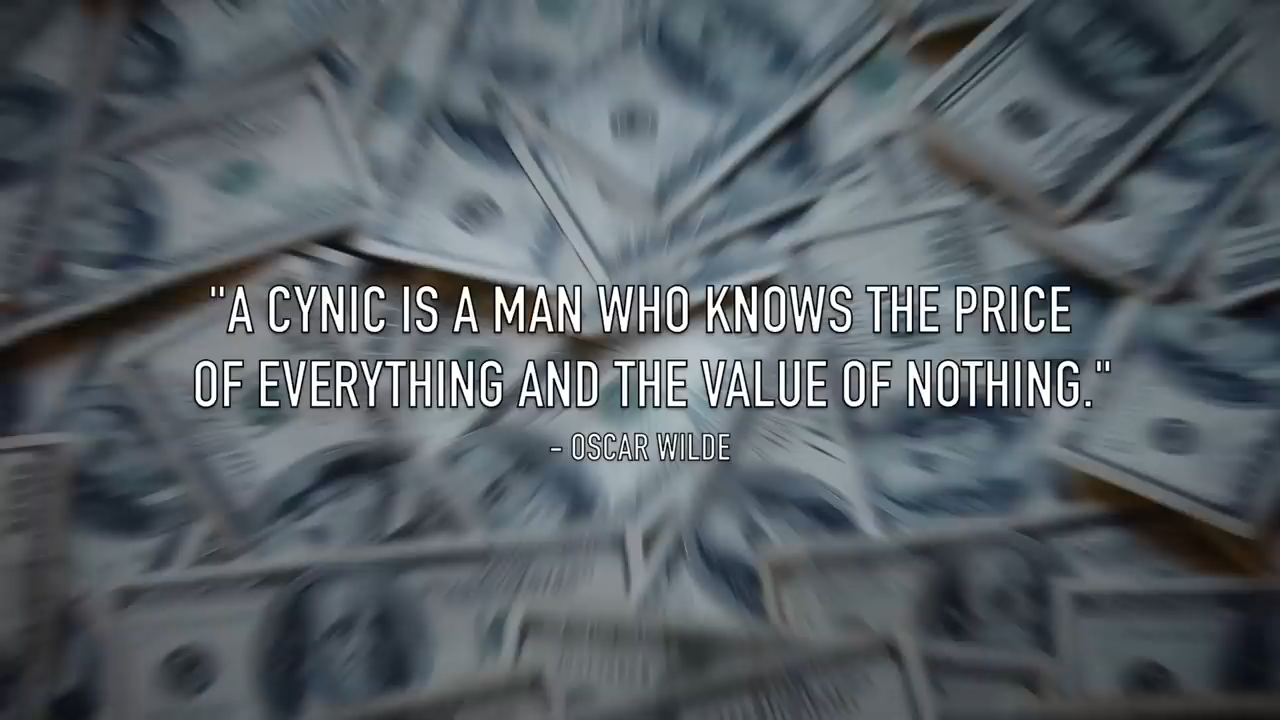 "A CYNIC IS A MAN WHO KNOWS THE PRICE
OF EVERYTHING AND THE VALUE OF NOTHING."
- OSCAR WILDE